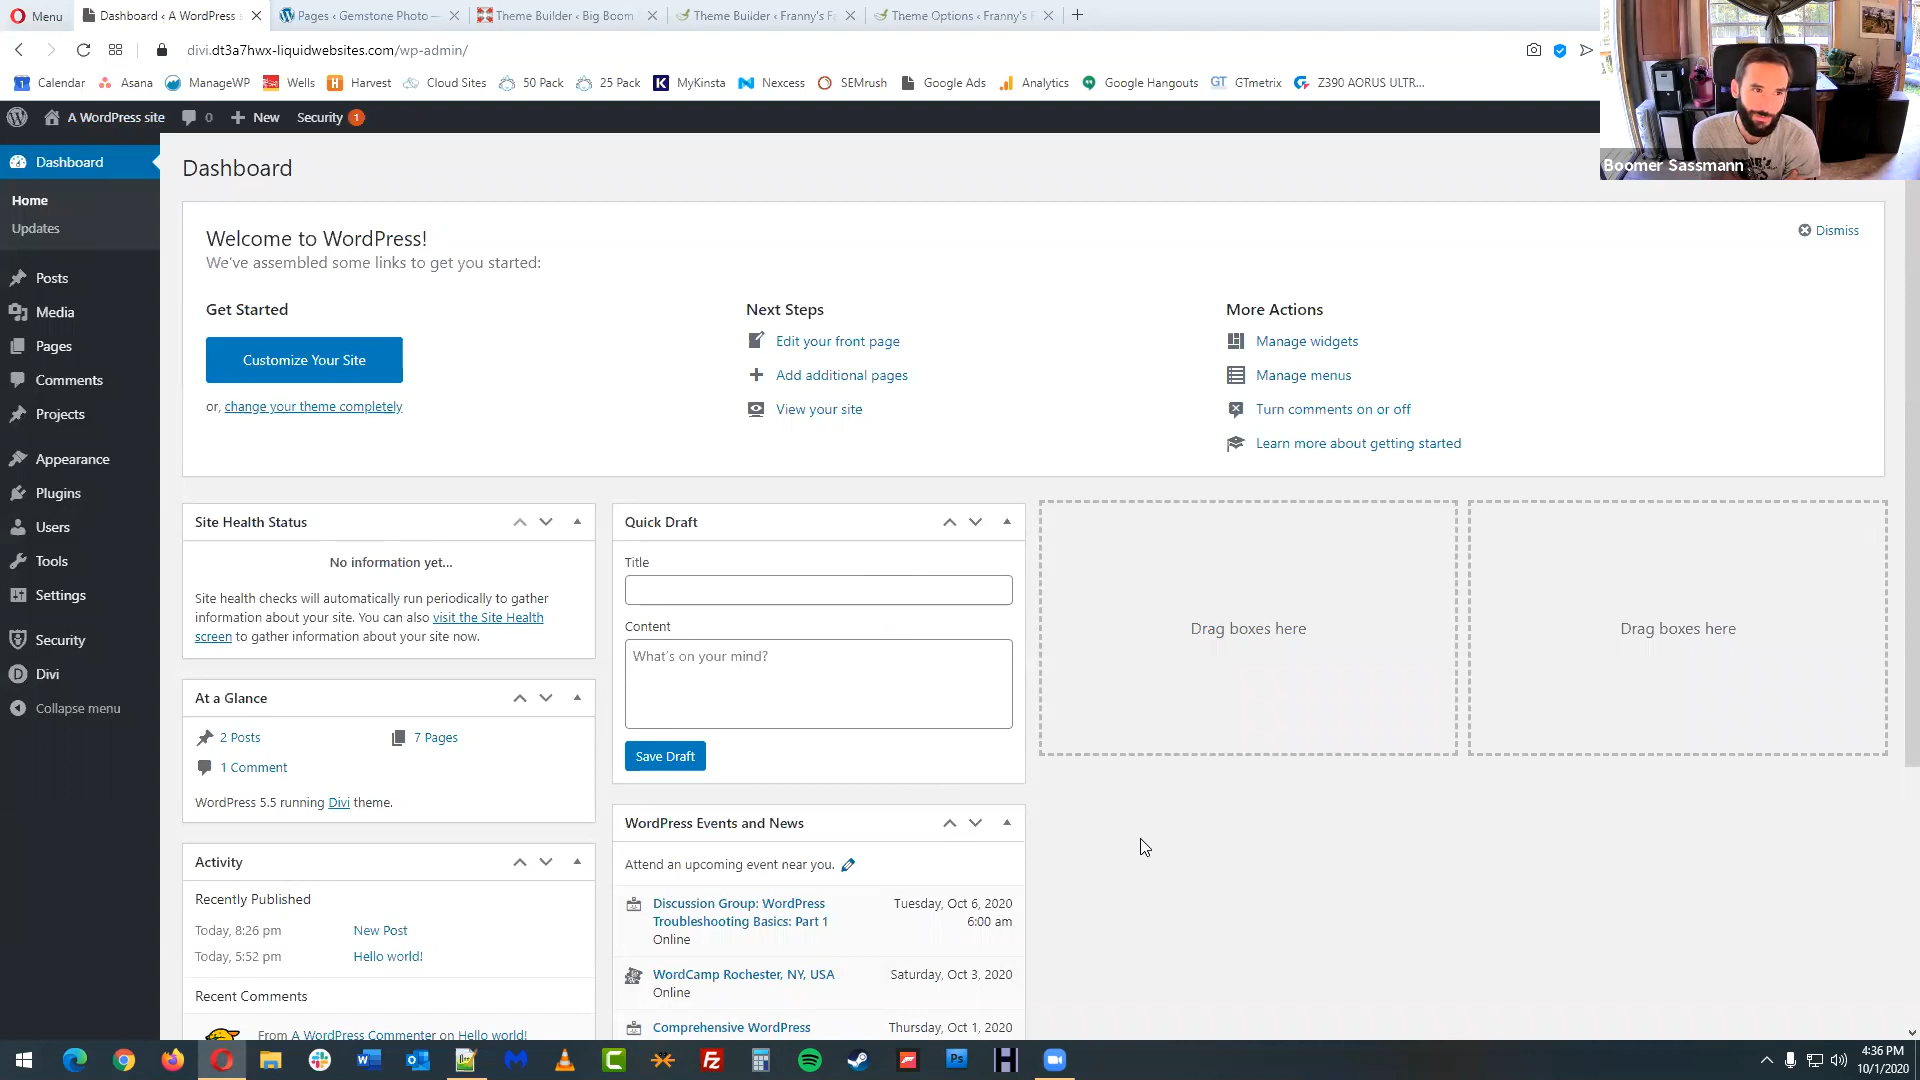 Menu
Dashboard ‹ A WordPress s
Pages ‹ Gemstone Photo —
Theme Builder ‹ Big Boom
Theme Builder ‹ Franny's F
Theme Options ‹ Franny's F
divi.dt3a7hwx-liquidwebsites.com/wp-admin/
Calendar
Asana
ManageWP
Wells
Harvest
Cloud Sites
50 Pack
25 Pack
MyKinsta
Nexcess
SEMrush
Google Ads
Analytics
Google Hangouts
GTmetrix
Z390 AORUS ULTR...
A WordPress site
0
New
Security 1
Boomer Sassmann
Dashboard
Home
Updates
Posts
Media
Pages
Comments
Projects
Appearance
Plugins
Users
Tools
Settings
Security
Divi
Collapse menu
Dashboard
Welcome to WordPress!
We've assembled some links to get you started:
Dismiss
Get Started
Customize Your Site
or, change your theme completely
Next Steps
Edit your front page
Add additional pages
View your site
More Actions
Manage widgets
Manage menus
Turn comments on or off
Learn more about getting started
Site Health Status
No information yet...
Site health checks will automatically run periodically to gather
information about your site. You can also visit the Site Health
screen to gather information about your site now.
At a Glance
2 Posts
7 Pages
1 Comment
WordPress 5.5 running Divi theme.
Activity
Recently Published
Today, 8:26 pm New Post
Today, 5:52 pm Hello world!
Recent Comments
From A WordPress Commenter on Hello world!
Quick Draft
Title
Content
What's on your mind?
Save Draft
WordPress Events and News
Attend an upcoming event near you.
Discussion Group: WordPress
Troubleshooting Basics: Part 1
Online
Tuesday, Oct 6, 2020
6:00 am
WordCamp Rochester, NY, USA
Online
Saturday, Oct 3, 2020
Comprehensive WordPress
Thursday, Oct 1, 2020
Drag boxes here
Drag boxes here
4:36 PM
10/1/2020